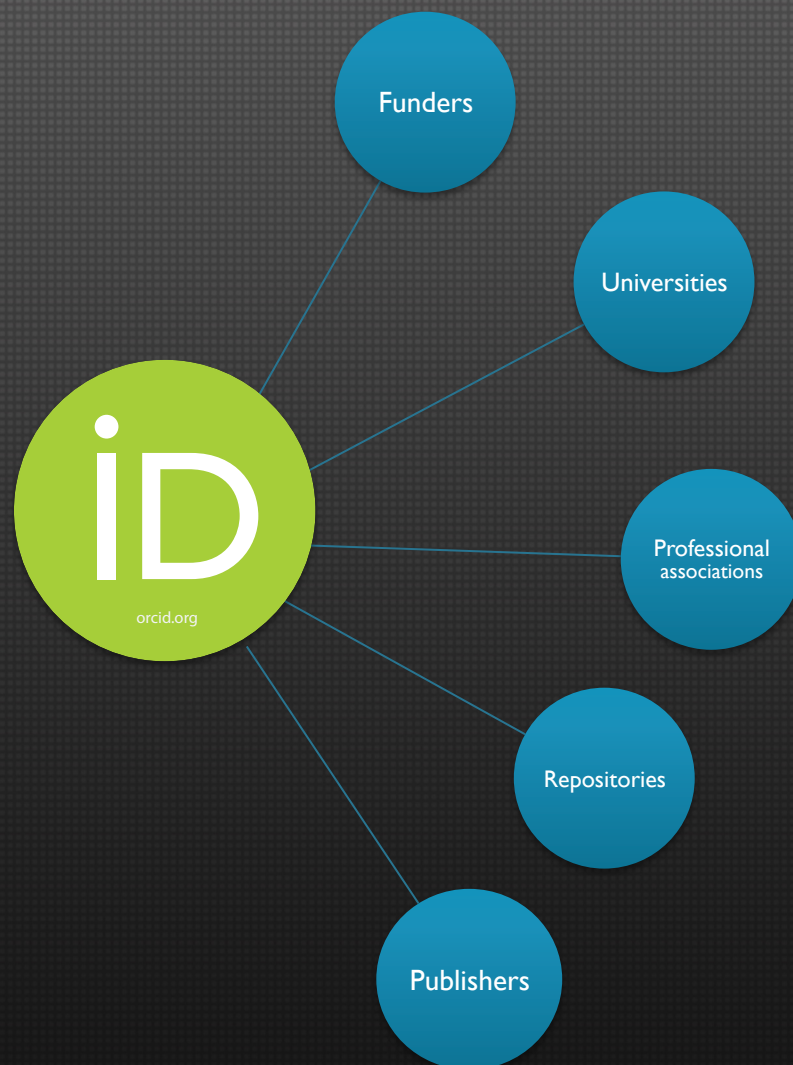 Funders
Universities
iD
orcid.org
Professional
associations
Repositories
Publishers